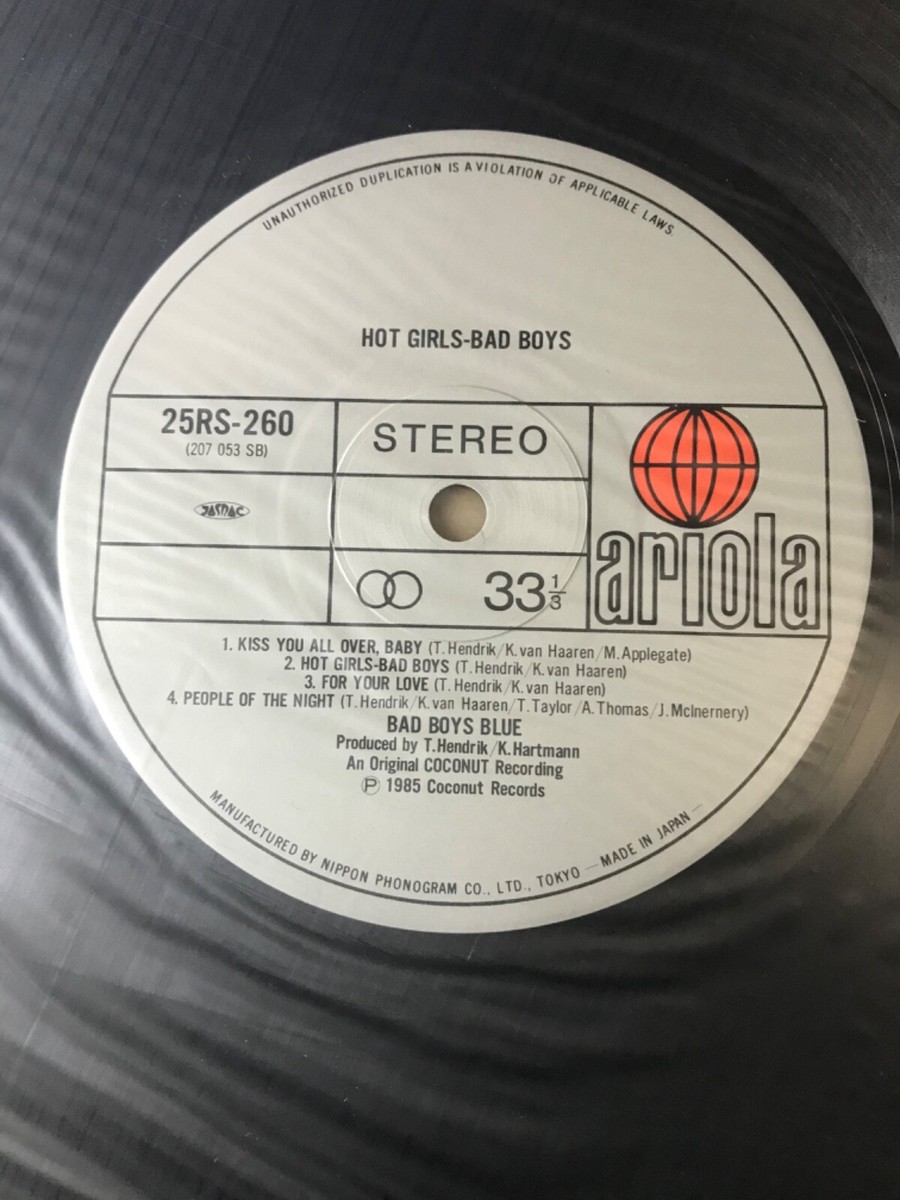 UNAUTHORIZED DUPLICATION IS A VIOLATION OF APPLICABLE LAWS.
HOT GIRLS-BAD BOYS
25RS-260
(207 053 SB)
STEREO
JASRAC
33 1/3
ariola
1. KISS YOU ALL OVER, BABY (T.Hendrik/K.van Haaren/M.Applegate)
2. HOT GIRLS-BAD BOYS (T.Hendrik/K.van Haaren)
3. FOR YOUR LOVE (T.Hendrik/K.van Haaren)
4. PEOPLE OF THE NIGHT (T.Hendrik/K.van Haaren/T.Taylor/A.Thomas/J.McInernery)
BAD BOYS BLUE
Produced by T.Hendrik/K.Hartmann
An Original COCONUT Recording
Ⓟ 1985 Coconut Records
MANUFACTURED BY NIPPON PHONOGRAM CO., LTD., TOKYO —MADE IN JAPAN—